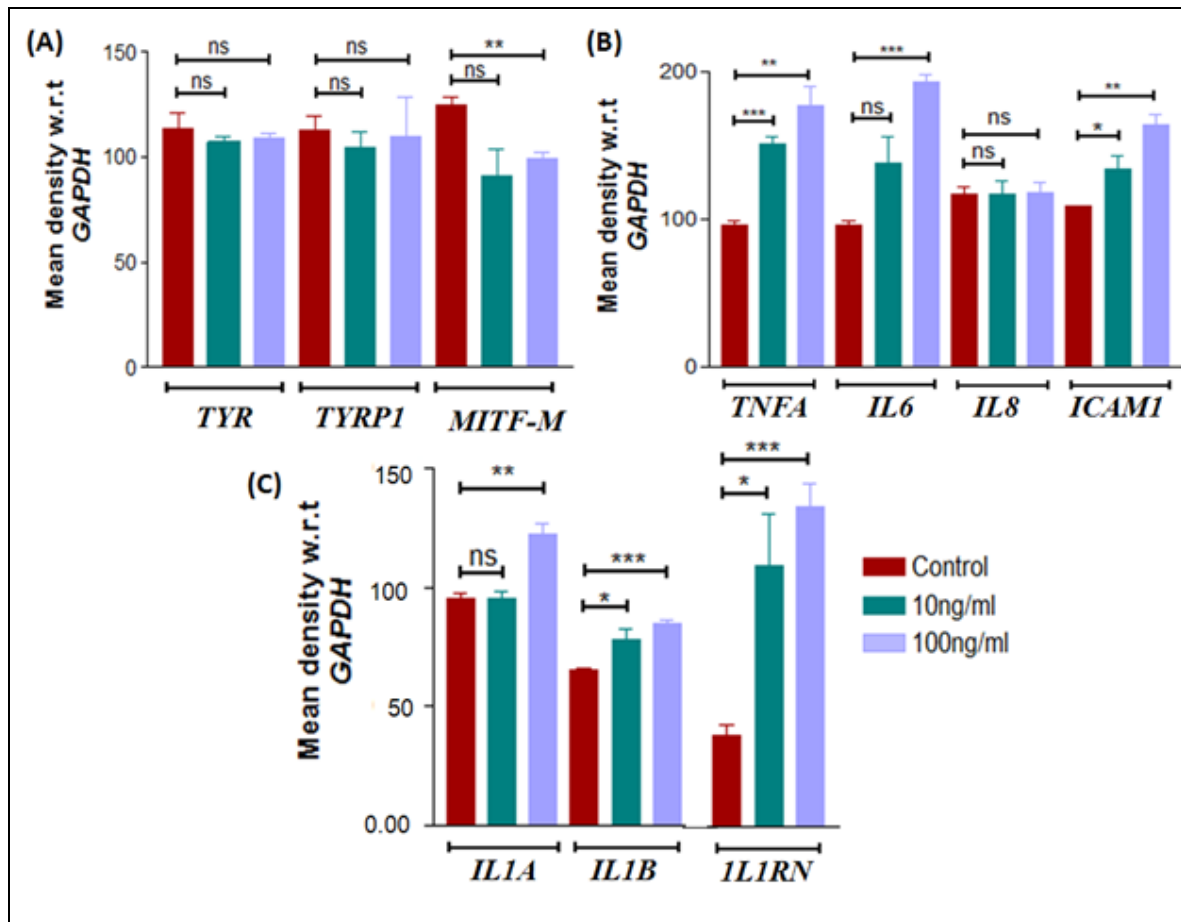 (A)
Mean density w.r.t
GAPDH
150
100
50
0
ns
ns
ns
ns
**
ns
TYR
TYRP1
MITF-M
(B)
Mean density w.r.t
GAPDH
200
100
0
**
***
***
ns
ns
ns
**
*
TNFA
IL6
IL8
ICAM1
(C)
Mean density w.r.t
GAPDH
150
100
50
0.00
**
ns
***
*
***
*
IL1A
IL1B
1L1RN
Control
10ng/ml
100ng/ml